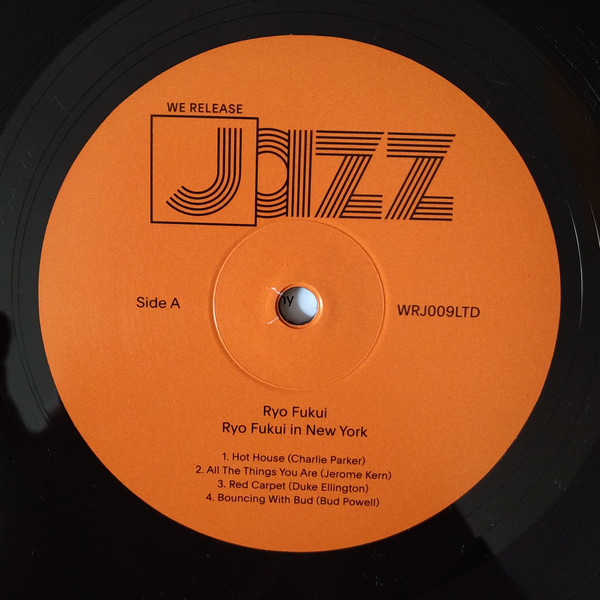 WE RELEASE
Jazz
Side A
ny
WRJ009LTD
Ryo Fukui
Ryo Fukui in New York
1. Hot House (Charlie Parker)
2. All The Things You Are (Jerome Kern)
3. Red Carpet (Duke Ellington)
4. Bouncing With Bud (Bud Powell)